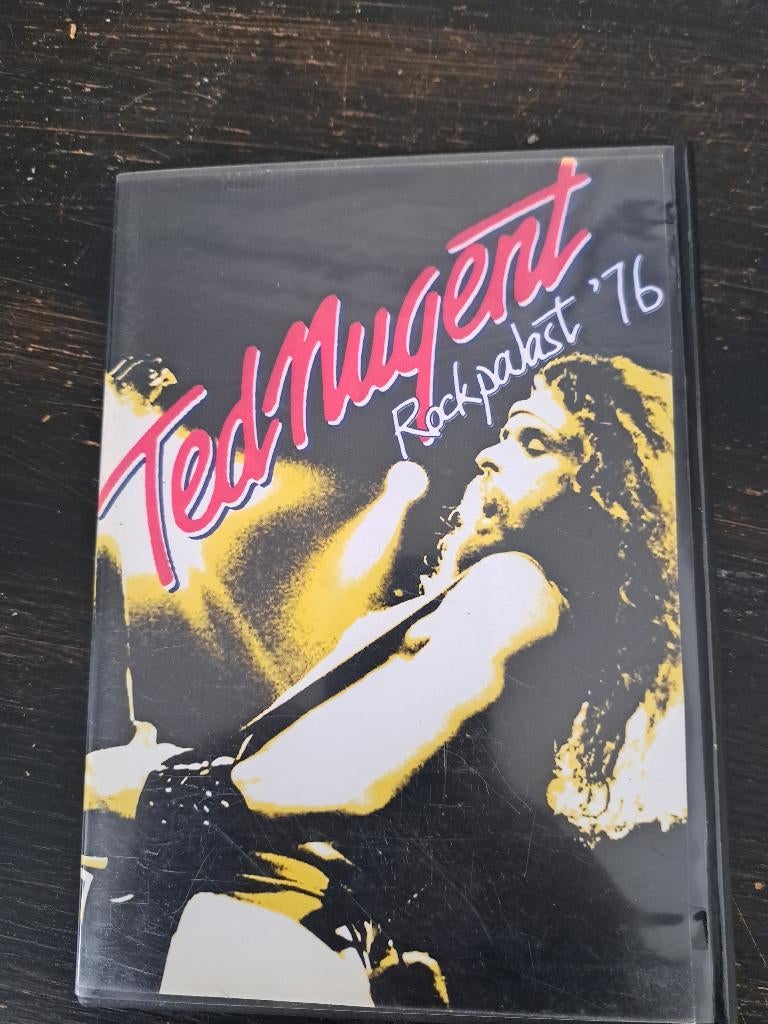 Ted Nugent
Rockpalast '76